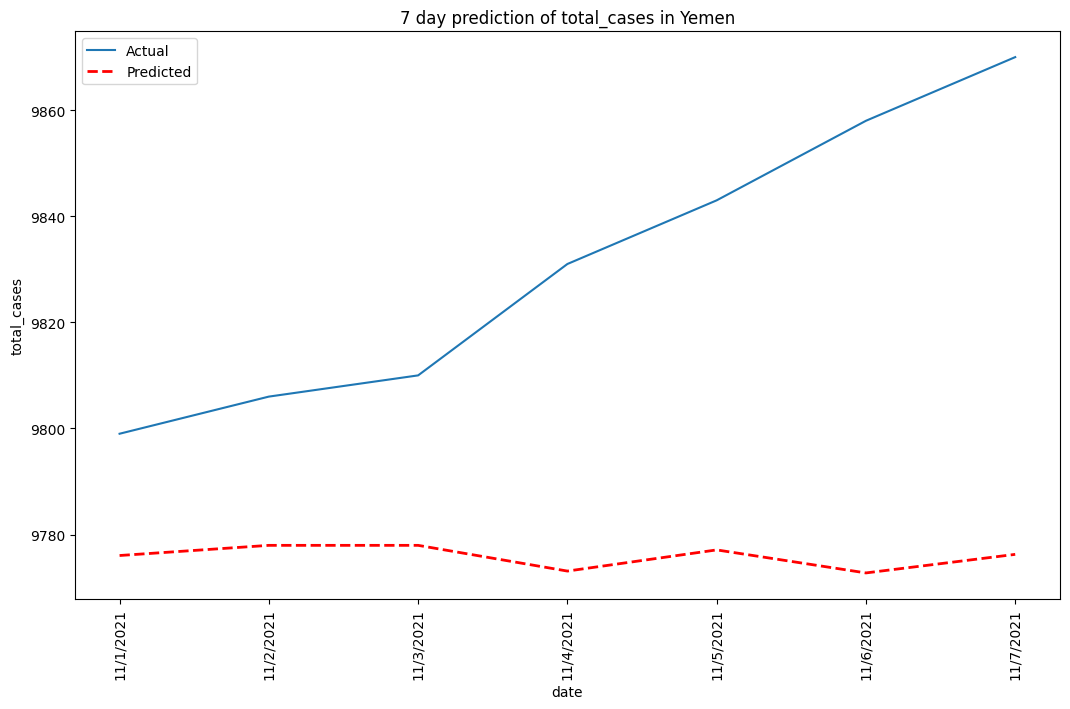 7 day prediction of total_cases in Yemen
Actual
Predicted
total_cases
9860
9840
9820
9800
9780
11/1/2021
11/2/2021
11/3/2021
11/4/2021
11/5/2021
11/6/2021
11/7/2021
date